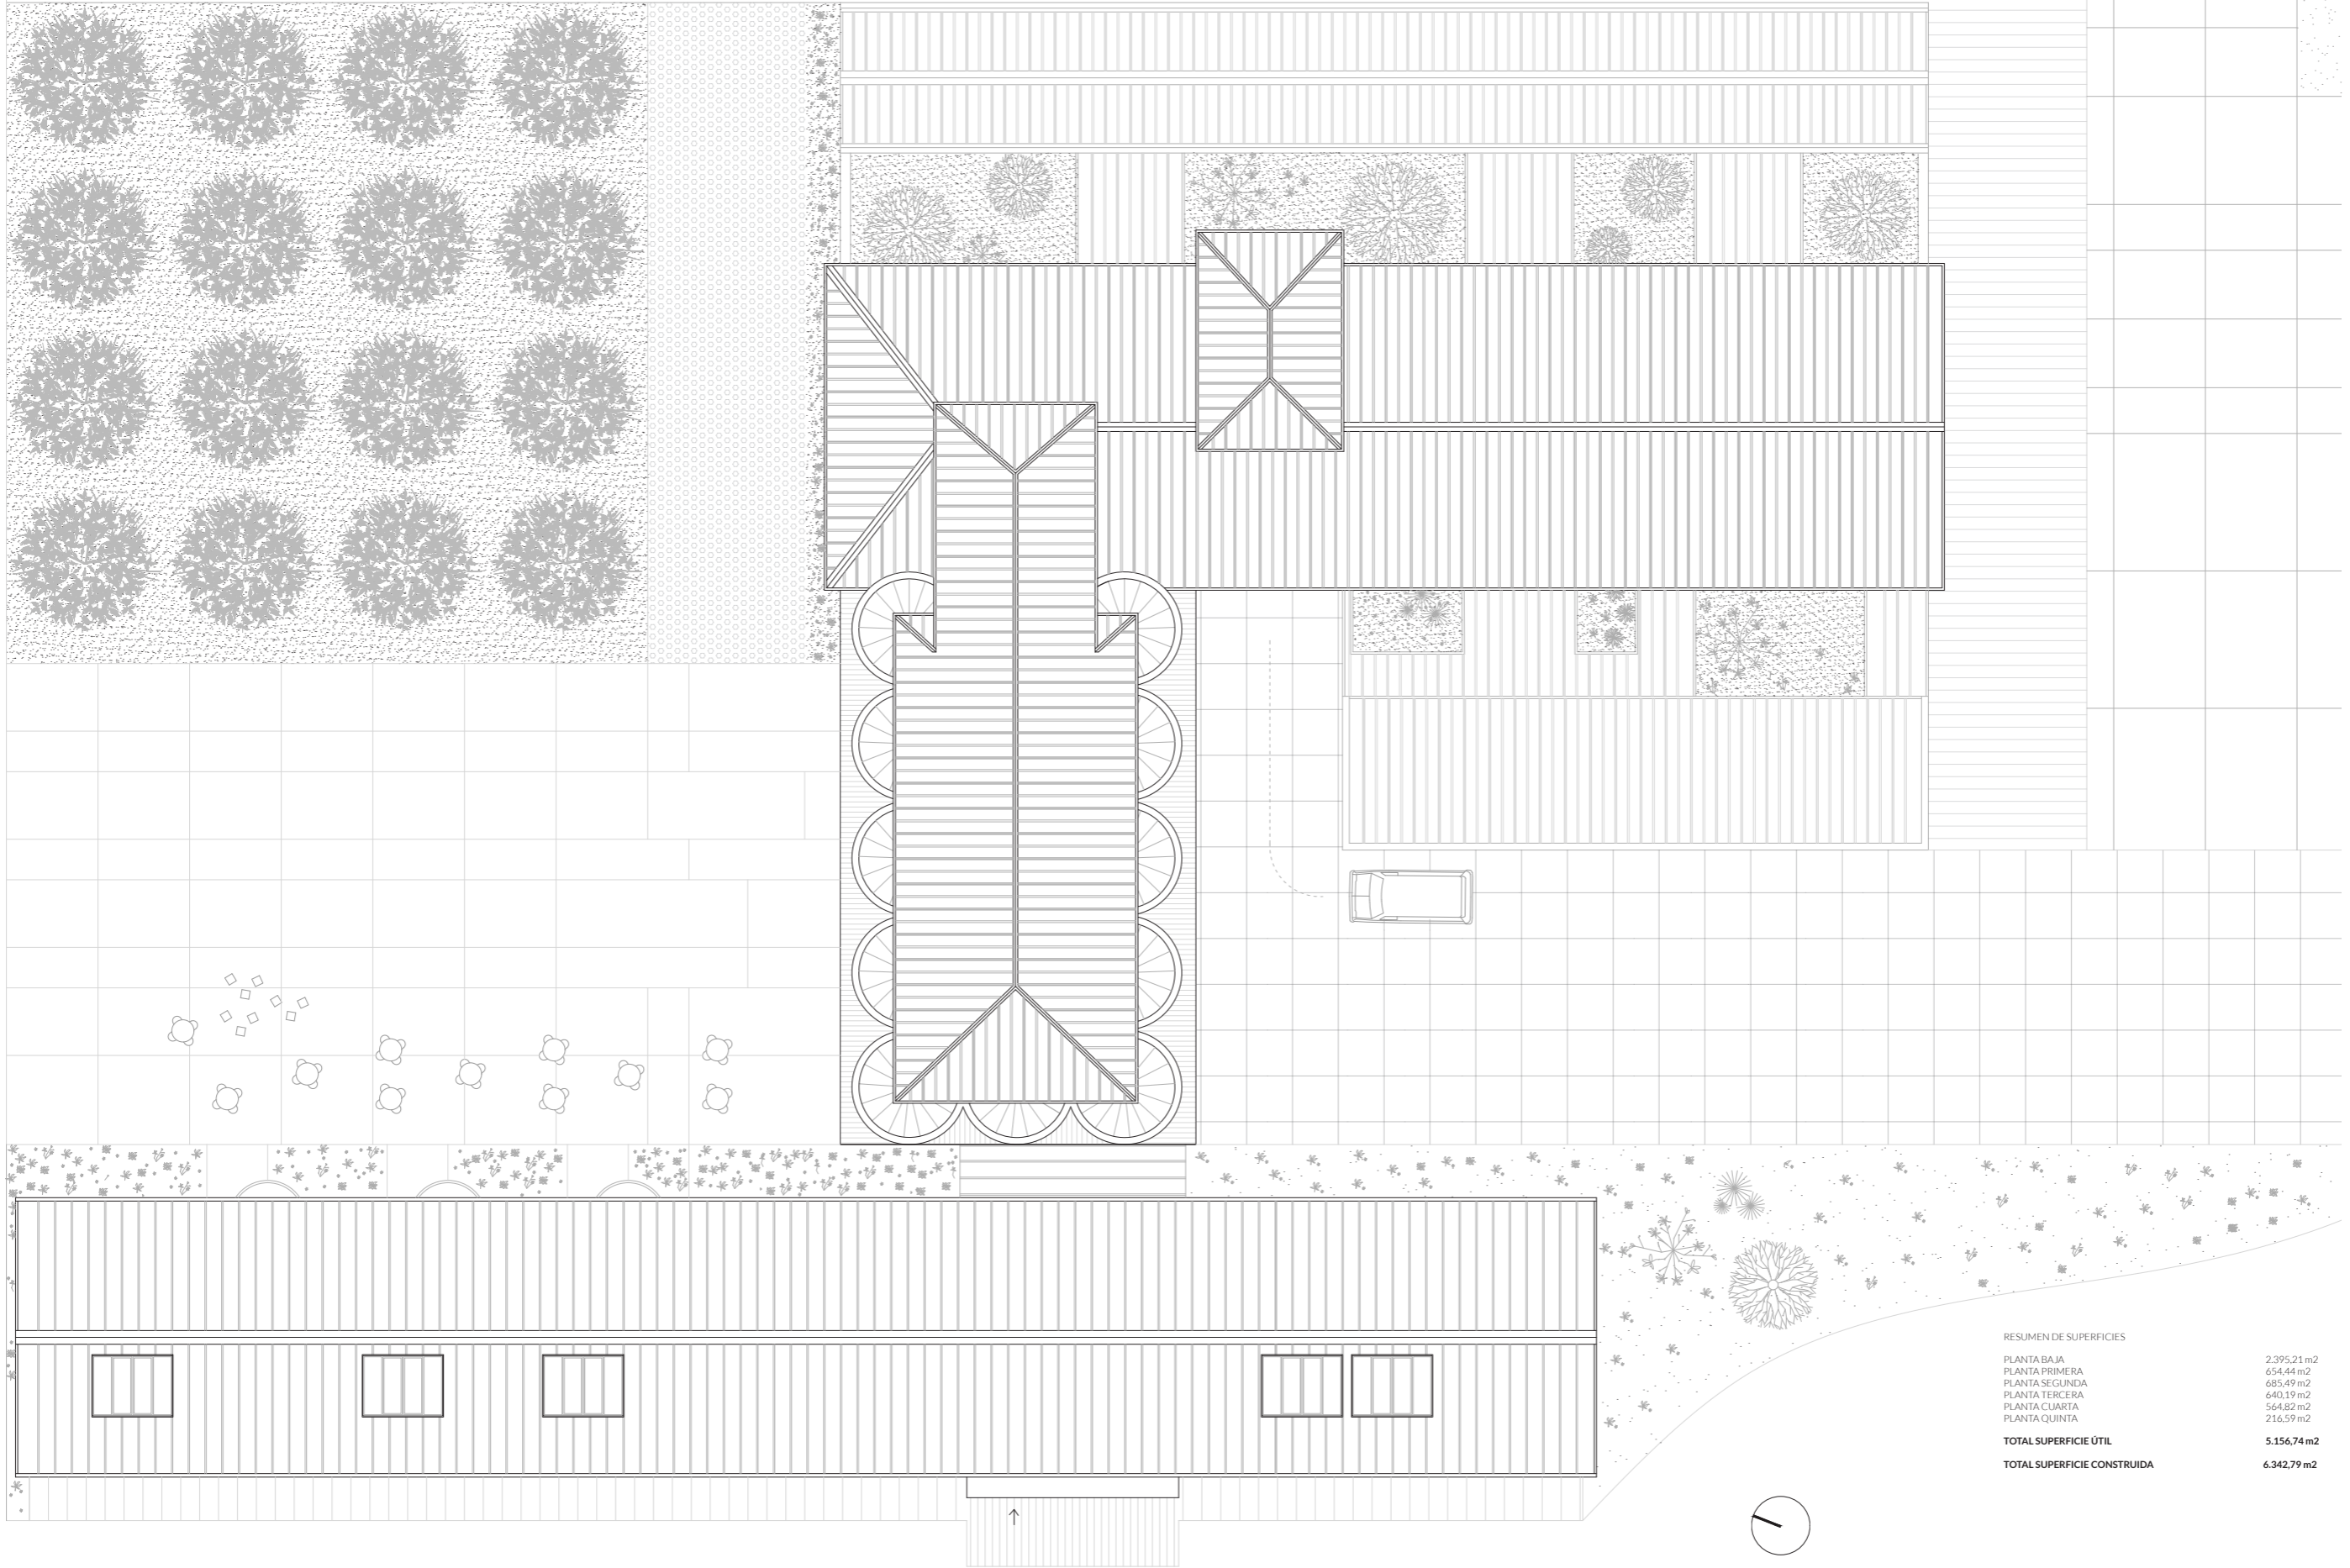 RESUMEN DE SUPERFICIES
PLANTA BAJA 2.395,21 m2
PLANTA PRIMERA 654,44 m2
PLANTA SEGUNDA 685,49 m2
PLANTA TERCERA 640,19 m2
PLANTA CUARTA 564,82 m2
PLANTA QUINTA 216,59 m2
TOTAL SUPERFICIE ÚTIL 5.156,74 m2
TOTAL SUPERFICIE CONSTRUIDA 6.342,79 m2